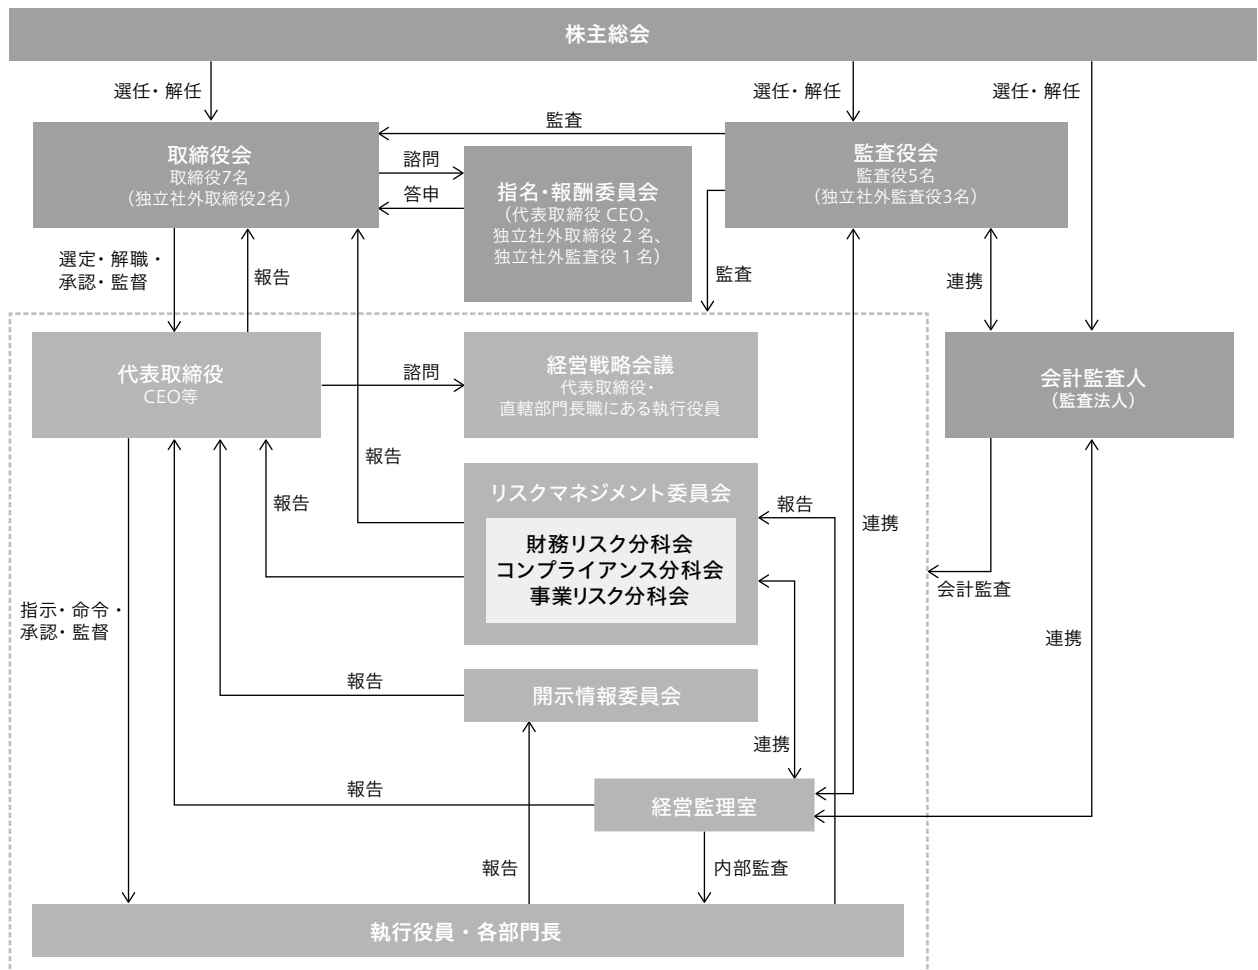 株主総会
選任・解任
選任・解任
選任・解任
監査
取締役会
取締役7名
（独立社外取締役2名）
諮問
答申
指名・報酬委員会
（代表取締役 CEO、
独立社外取締役 2 名、
独立社外監査役 1 名）
監査役会
監査役5名
（独立社外監査役3名）
選定・解職・
承認・監督
報告
監査
連携
代表取締役
CEO等
諮問
経営戦略会議
代表取締役・
直轄部門長職にある執行役員
会計監査人
（監査法人）
報告
報告
リスクマネジメント委員会
財務リスク分科会
コンプライアンス分科会
事業リスク分科会
報告
連携
会計監査
指示・命令・
承認・監督
連携
報告
開示情報委員会
連携
報告
経営監理室
報告
内部監査
執行役員・各部門長